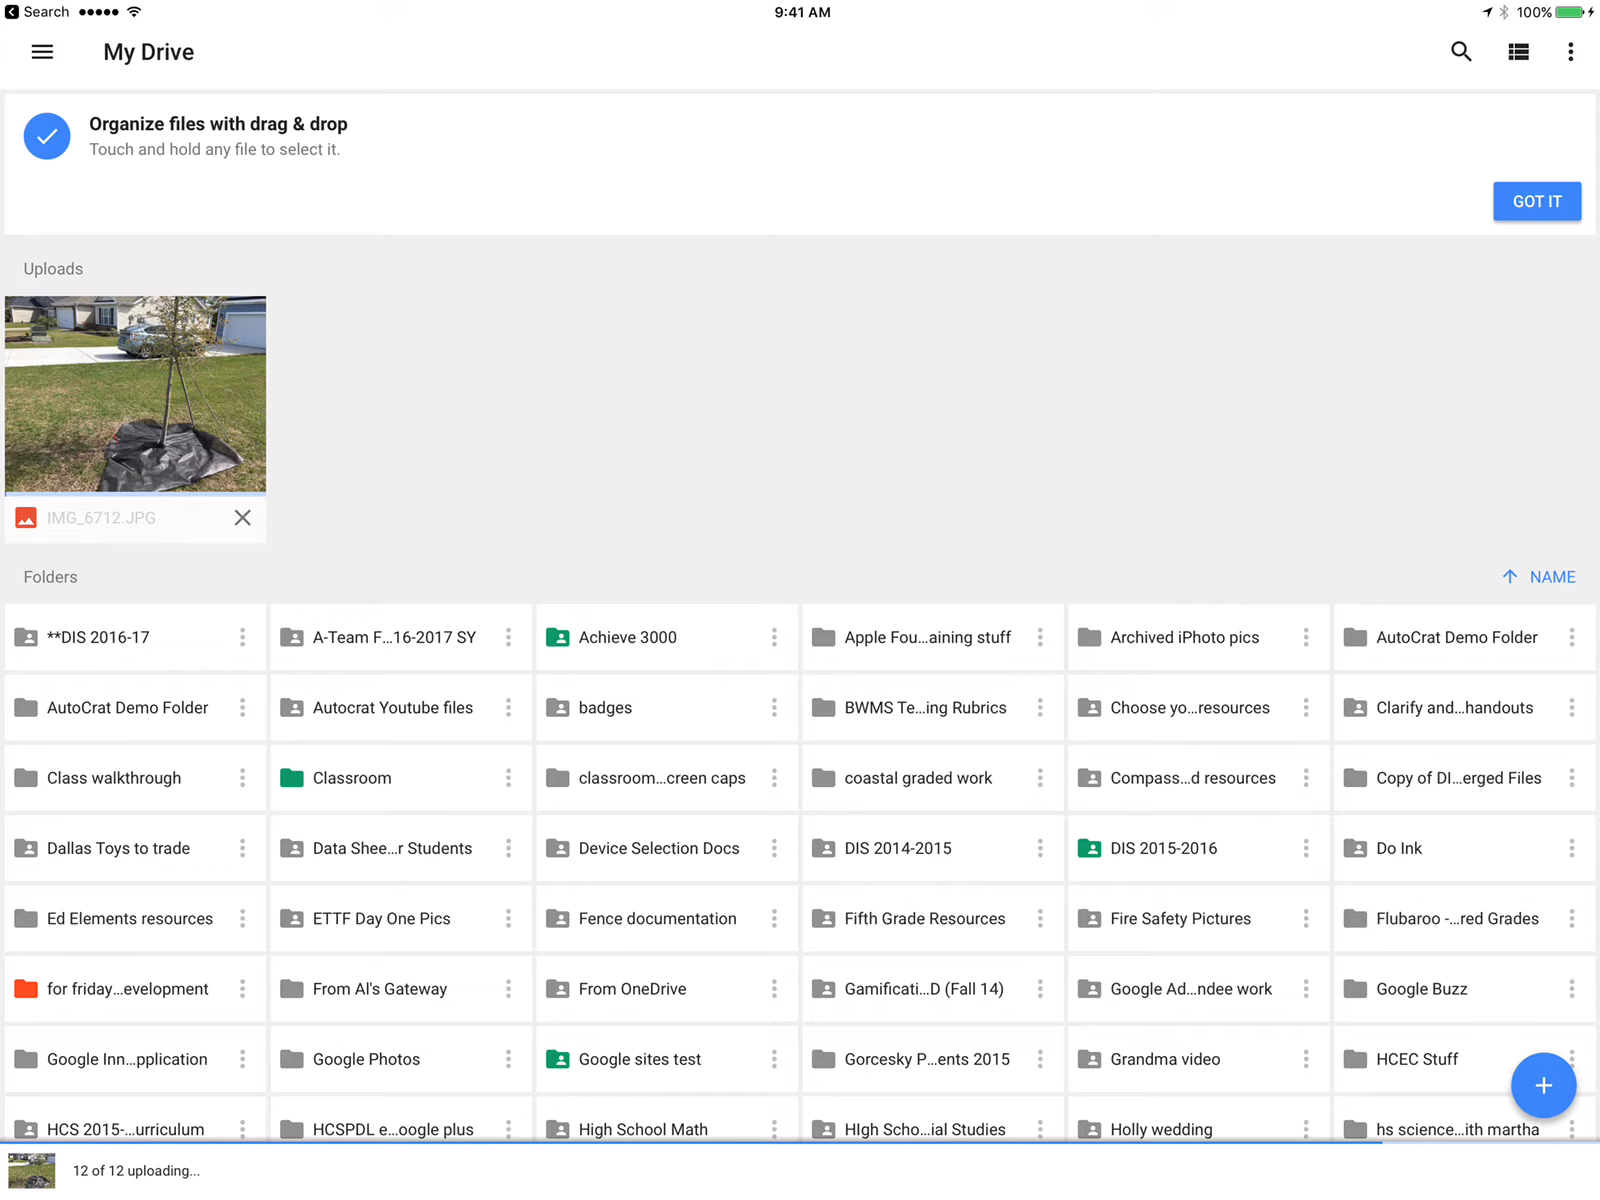 Search 9:41 AM 100%
My Drive
Organize files with drag & drop
Touch and hold any file to select it.
GOT IT
Uploads
IMG_6712.JPG
Folders NAME
**DIS 2016-17 A-Team F...16-2017 SY Achieve 3000 Apple Fou...aining stuff Archived iPhoto pics AutoCrat Demo Folder
AutoCrat Demo Folder Autocrat Youtube files badges BWMS Te...ing Rubrics Choose yo...resources Clarify and...handouts
Class walkthrough Classroom classroom...creen caps coastal graded work Compass...d resources Copy of DI...erged Files
Dallas Toys to trade Data Shee...r Students Device Selection Docs DIS 2014-2015 DIS 2015-2016 Do Ink
Ed Elements resources ETTF Day One Pics Fence documentation Fifth Grade Resources Fire Safety Pictures Flubaroo -...red Grades
for friday...evelopment From Al's Gateway From OneDrive Gamificati...D (Fall 14) Google Ad...ndee work Google Buzz
Google Inn...pplication Google Photos Google sites test Gorcesky P...ents 2015 Grandma video HCEC Stuff
HCS 2015-...urriculum HCSPDL e...oogle plus High School Math HIgh Scho...ial Studies Holly wedding hs science...ith martha
12 of 12 uploading...